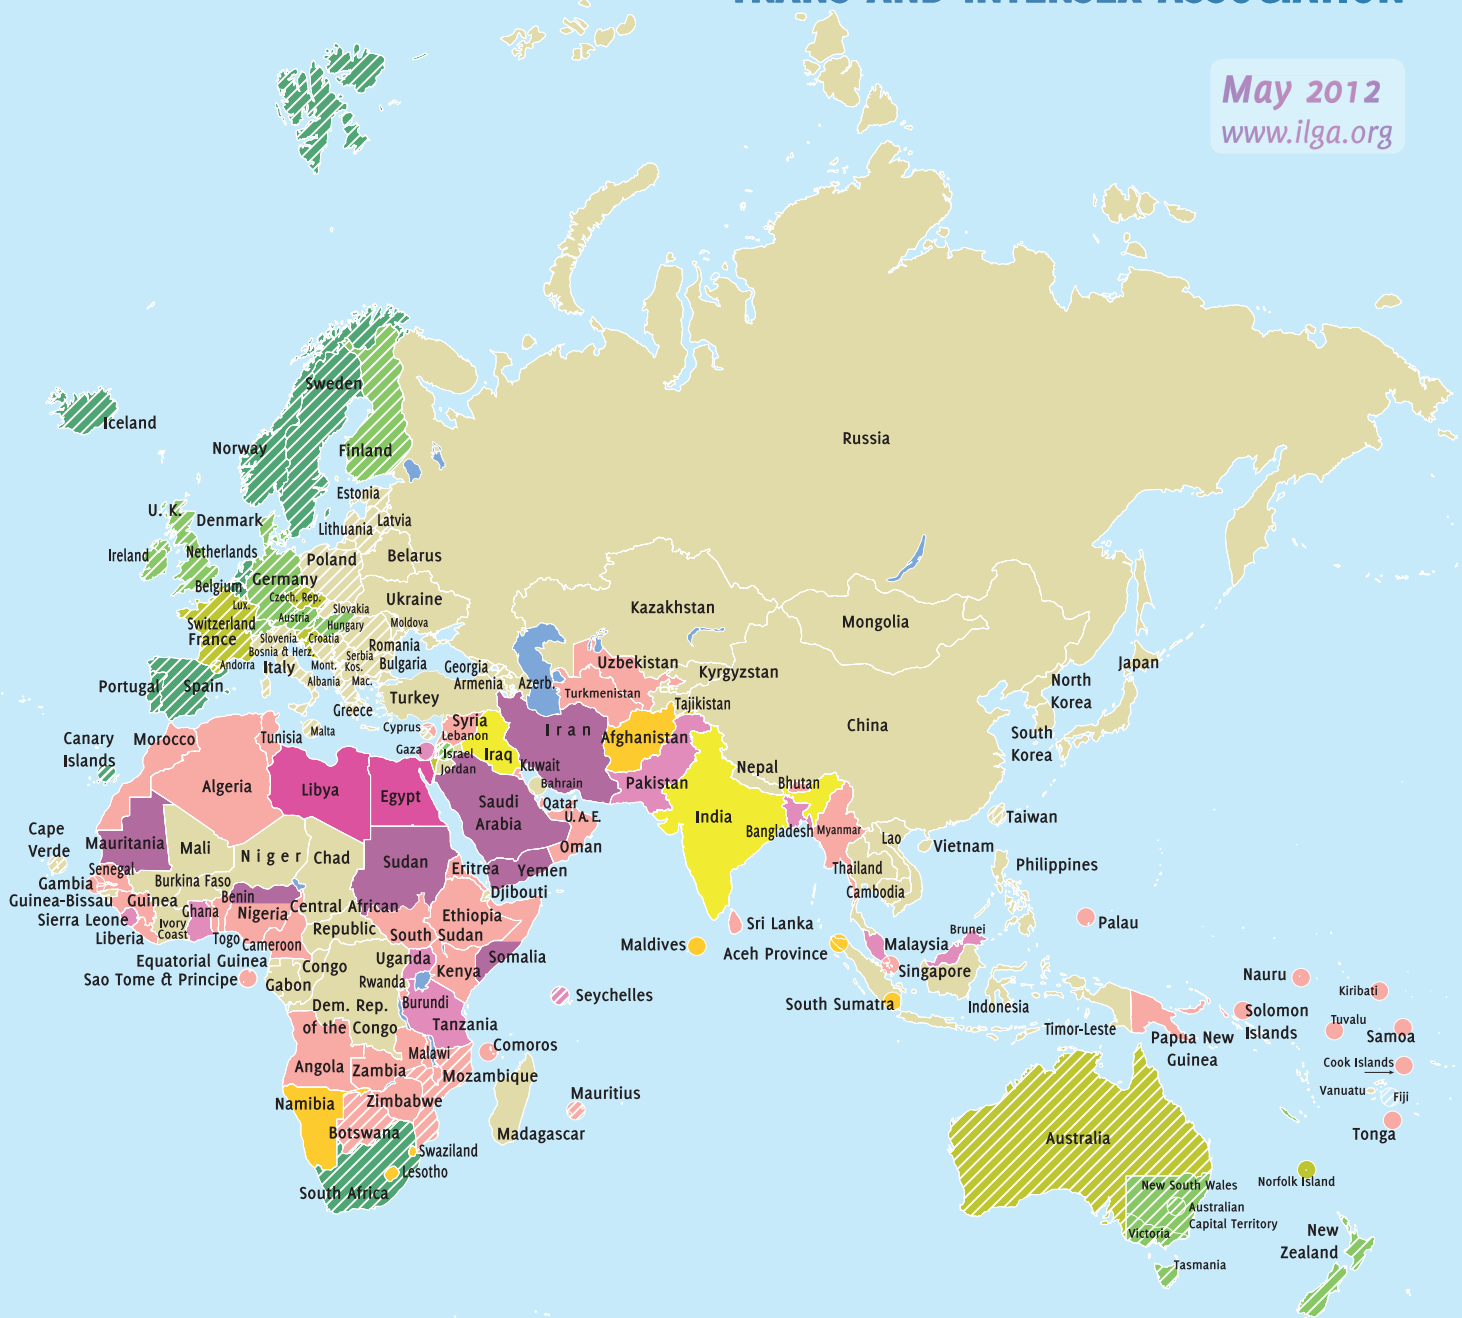 TRANS AND INTERSEX ASSOCIATION
May 2012
www.ilga.org
Sweden
Iceland
Norway
Finland
Russia
Estonia
U. K.
Denmark
Latvia
Lithuania
Ireland
Netherlands
Poland
Belarus
Belgium
Germany
Czech. Rep.
Ukraine
Lux.
Slovakia
Kazakhstan
Switzerland
Austria
Hungary
Moldova
Mongolia
France
Slovenia
Croatia
Romania
Bosnia & Herz.
Serbia
Andorra
Italy
Mont.
Kos.
Bulgaria
Georgia
Uzbekistan
Kyrgyzstan
Japan
Portugal
Spain
Albania
Mac.
Armenia
Azerb.
Turkmenistan
Tajikistan
North
Korea
Turkey
Greece
Canary
Islands
Morocco
Tunisia
Malta
Cyprus
Syria
Lebanon
Iran
Afghanistan
China
South
Korea
Gaza
Israel
Iraq
Jordan
Kuwait
Nepal
Algeria
Libya
Egypt
Bahrain
Pakistan
Bhutan
Saudi
Arabia
Qatar
U.A.E.
India
Taiwan
Cape
Verde
Mauritania
Mali
Niger
Chad
Sudan
Oman
Bangladesh
Myanmar
Lao
Vietnam
Senegal
Eritrea
Yemen
Thailand
Philippines
Gambia
Burkina Faso
Djibouti
Cambodia
Guinea-Bissau
Guinea
Benin
Central African
Republic
Sierra Leone
Ghana
Nigeria
Ethiopia
Sri Lanka
Palau
Liberia
Ivory
Coast
Togo
Cameroon
South Sudan
Maldives
Aceh Province
Malaysia
Brunei
Equatorial Guinea
Congo
Uganda
Somalia
Sao Tome & Principe
Gabon
Rwanda
Kenya
Singapore
Nauru
Dem. Rep.
of the Congo
Burundi
Seychelles
South Sumatra
Indonesia
Kiribati
Tanzania
Timor-Leste
Solomon
Islands
Tuvalu
Samoa
Comoros
Papua New
Guinea
Angola
Zambia
Malawi
Mozambique
Cook Islands
Namibia
Zimbabwe
Mauritius
Vanuatu
Fiji
Botswana
Madagascar
Australia
Tonga
Swaziland
Lesotho
South Africa
New South Wales
Norfolk Island
Australian
Capital Territory
Victoria
New
Zealand
Tasmania